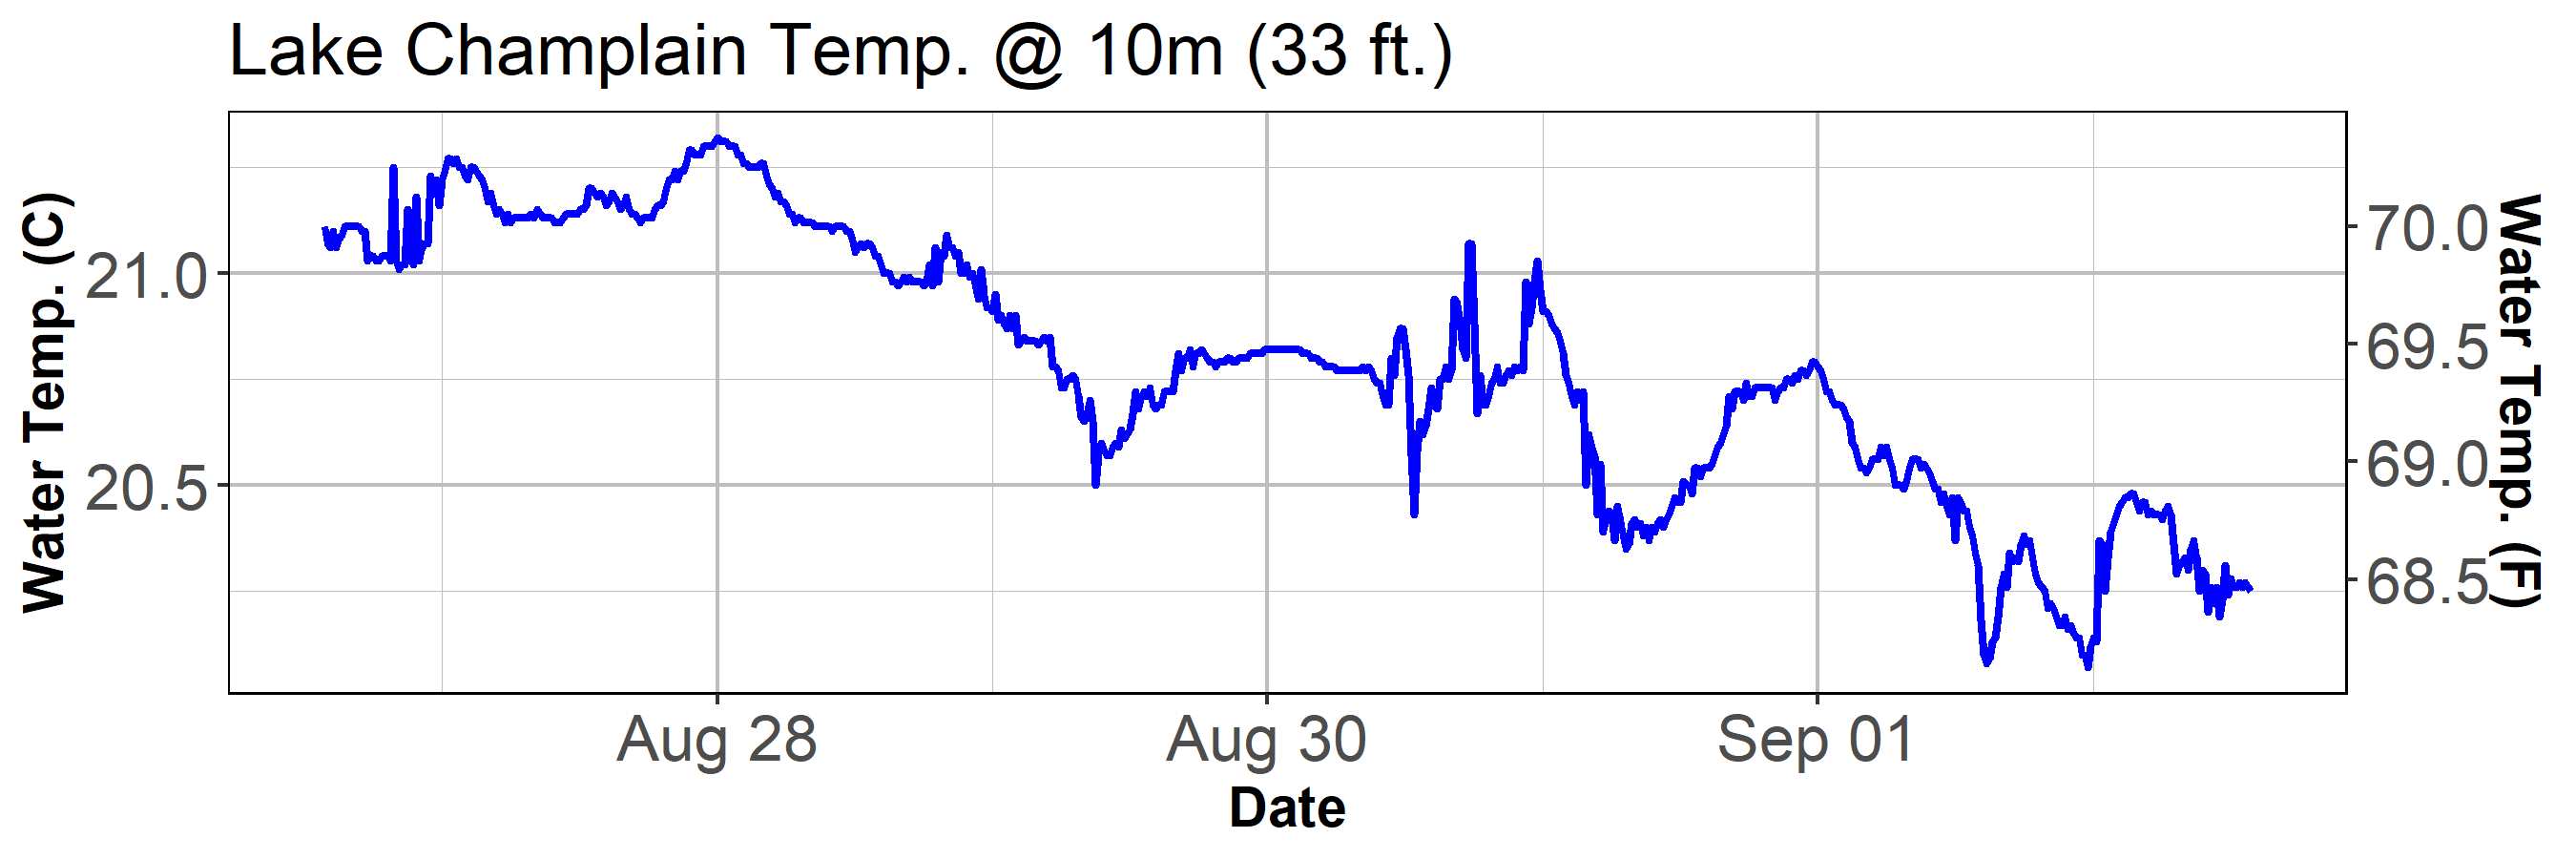 Lake Champlain Temp. @ 10m (33 ft.)
Water Temp. (C)
21.0
20.5
70.0
69.5
69.0
68.5
Water Temp. (F)
Aug 28
Aug 30
Sep 01
Date